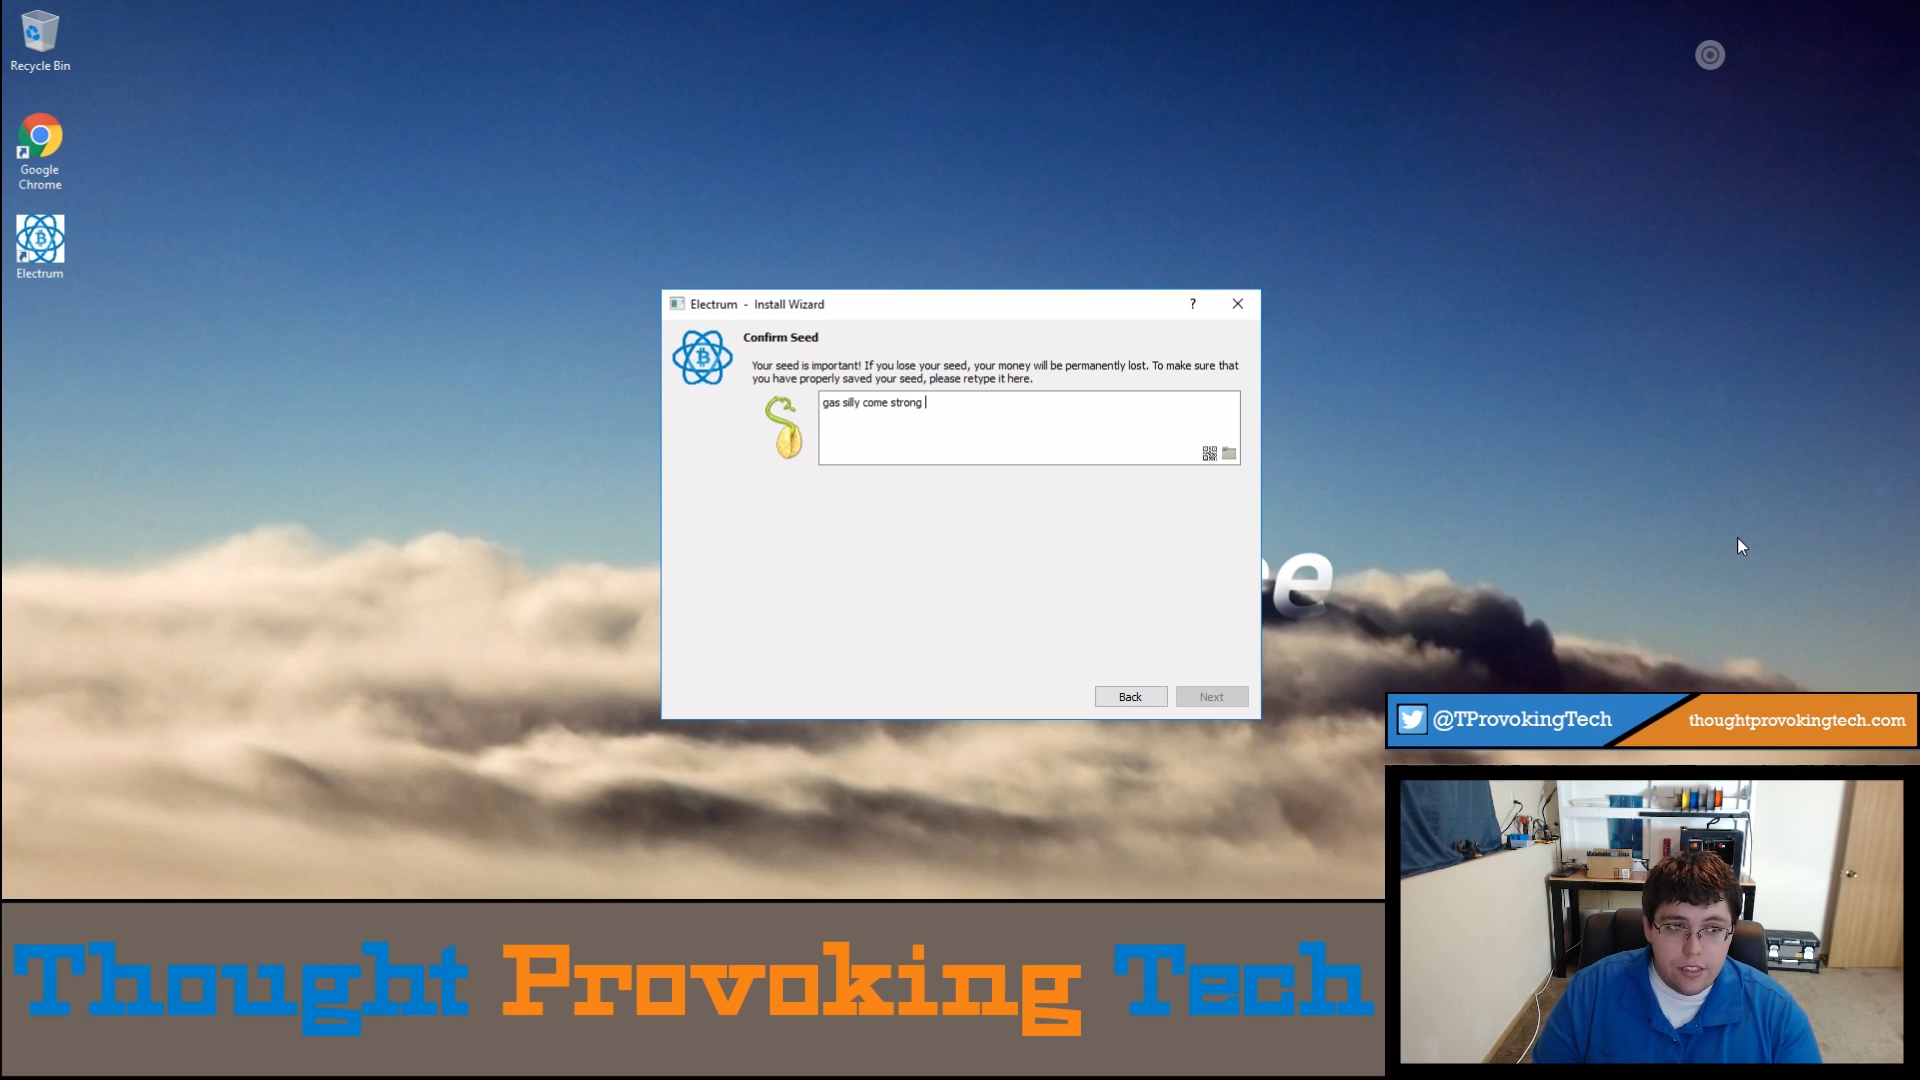 Recycle Bin
Google
Chrome
Electrum
Electrum - Install Wizard
?
Confirm Seed
Your seed is important! If you lose your seed, your money will be permanently lost. To make sure that
you have properly saved your seed, please retype it here.
gas silly come strong
Back
Next
e
@TProvokingTech
thoughtprovokingtech.com
Thought Provoking Tech